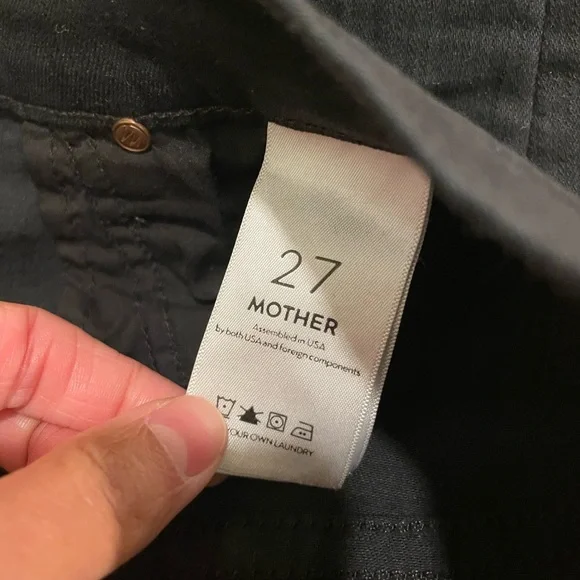 27
MOTHER
Assembled in USA
by both USA and foreign components
YOUR OWN LAUNDRY